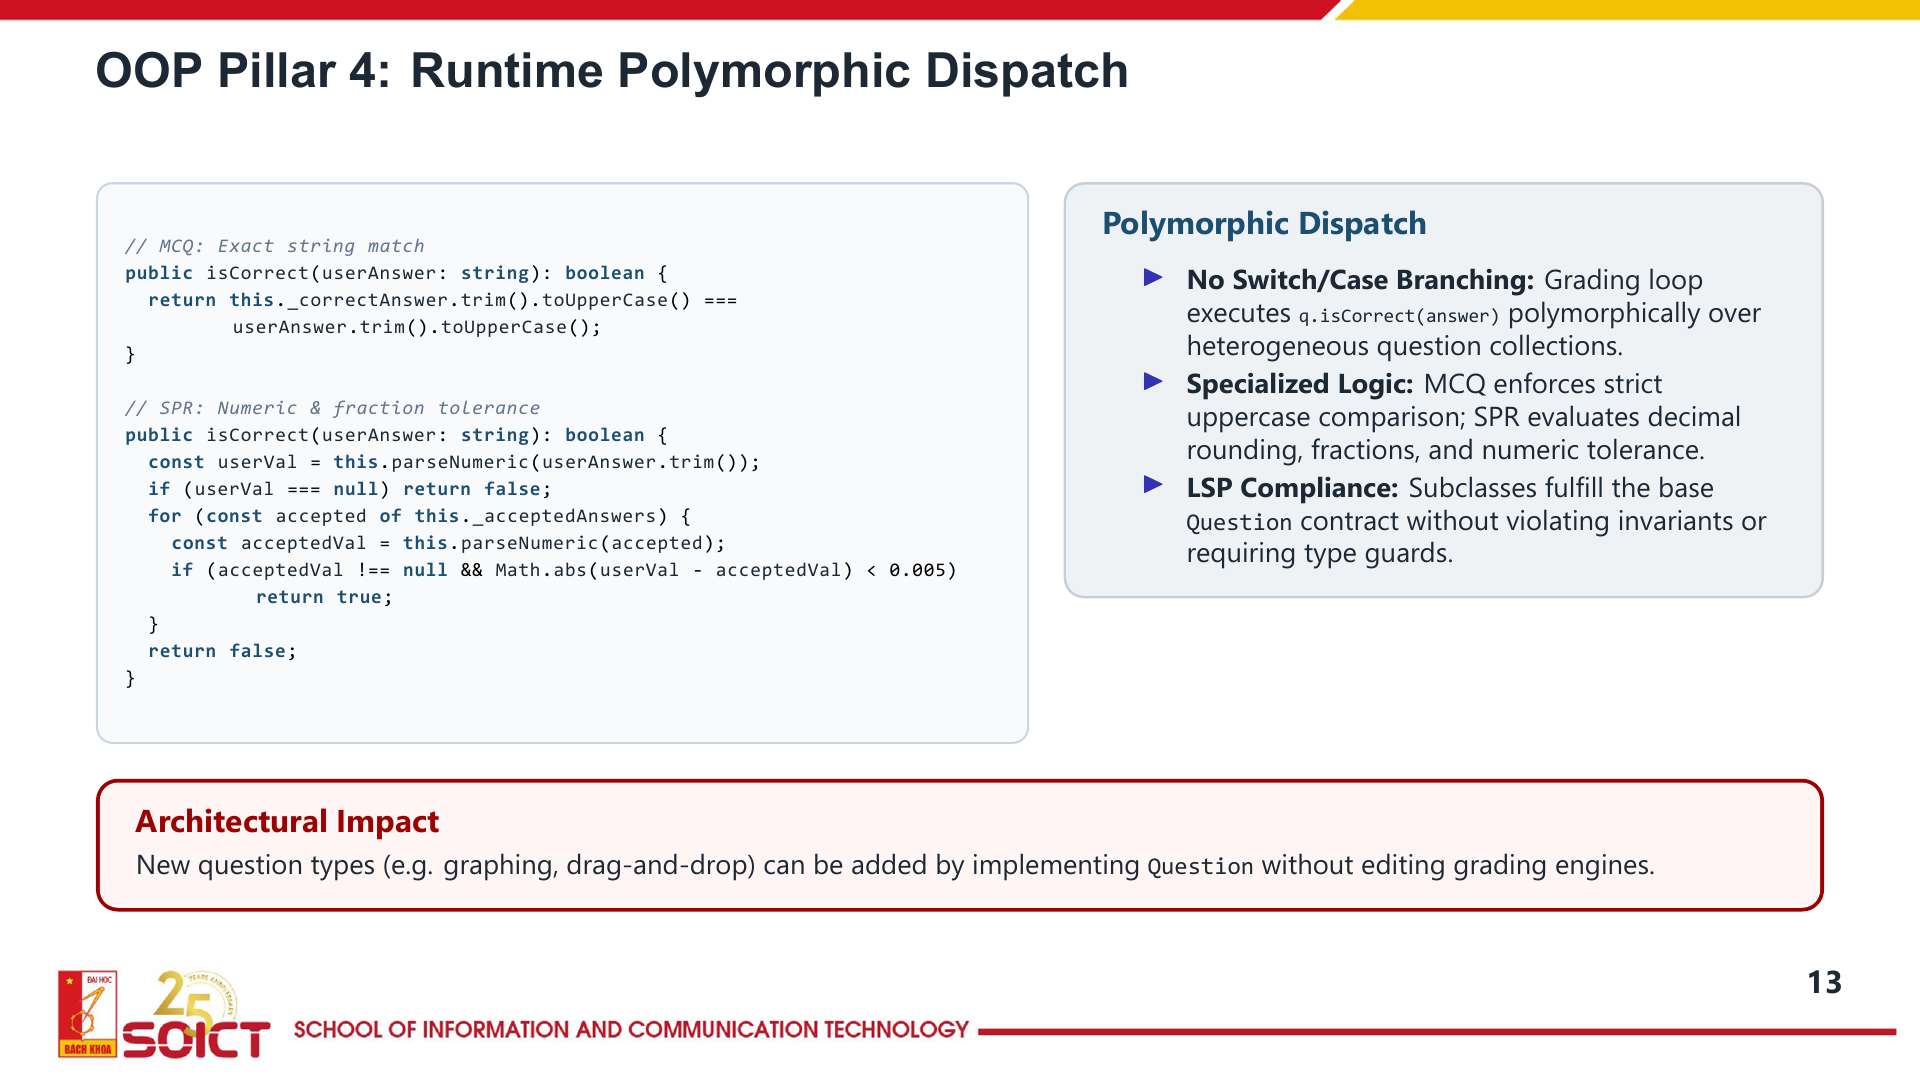 OOP Pillar 4: Runtime Polymorphic Dispatch
// MCQ: Exact string match
public isCorrect(userAnswer: string): boolean {
  return this._correctAnswer.trim().toUpperCase() ===
         userAnswer.trim().toUpperCase();
}
// SPR: Numeric & fraction tolerance
public isCorrect(userAnswer: string): boolean {
  const userVal = this.parseNumeric(userAnswer.trim());
  if (userVal === null) return false;
  for (const accepted of this._acceptedAnswers) {
    const acceptedVal = this.parseNumeric(accepted);
    if (acceptedVal !== null && Math.abs(userVal - acceptedVal) < 0.005)
           return true;
  }
  return false;
}
Polymorphic Dispatch
▶ No Switch/Case Branching: Grading loop
executes q.isCorrect(answer) polymorphically over
heterogeneous question collections.
▶ Specialized Logic: MCQ enforces strict
uppercase comparison; SPR evaluates decimal
rounding, fractions, and numeric tolerance.
▶ LSP Compliance: Subclasses fulfill the base
Question contract without violating invariants or
requiring type guards.
Architectural Impact
New question types (e.g. graphing, drag-and-drop) can be added by implementing Question without editing grading engines.
13
ĐẠI HỌC
BÁCH KHOA
25
YEARS ANNIVERSARY
SOICT
SCHOOL OF INFORMATION AND COMMUNICATION TECHNOLOGY